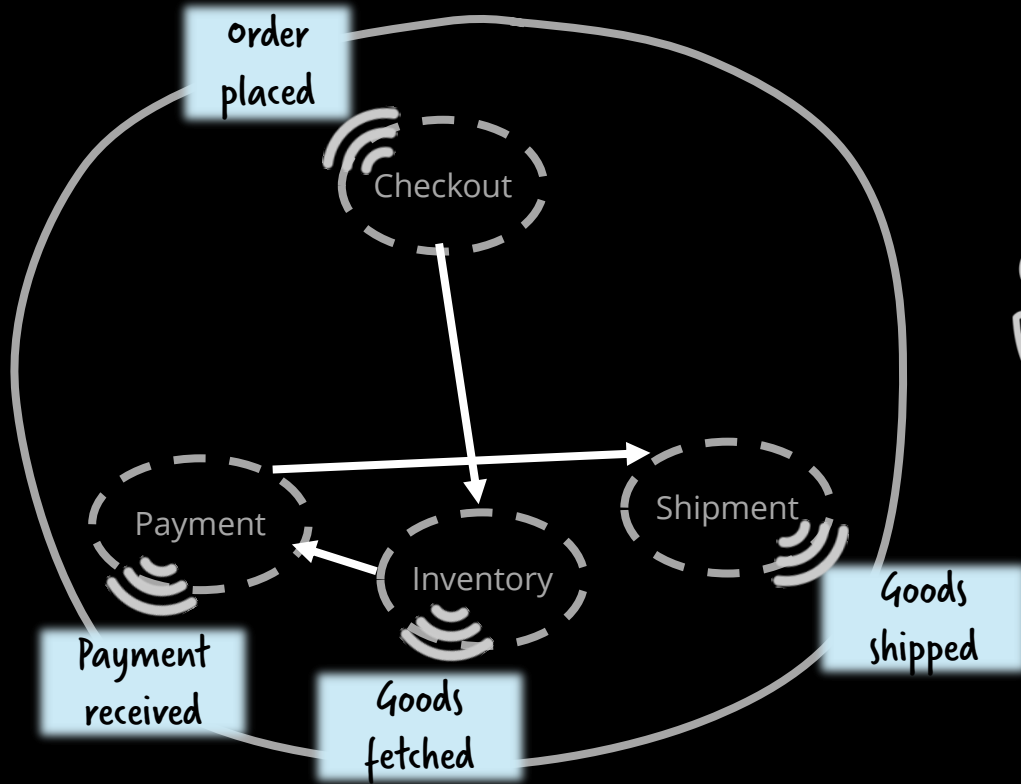 Order
placed
Checkout
Payment
Shipment
Inventory
Goods
shipped
Payment
received
Goods
fetched